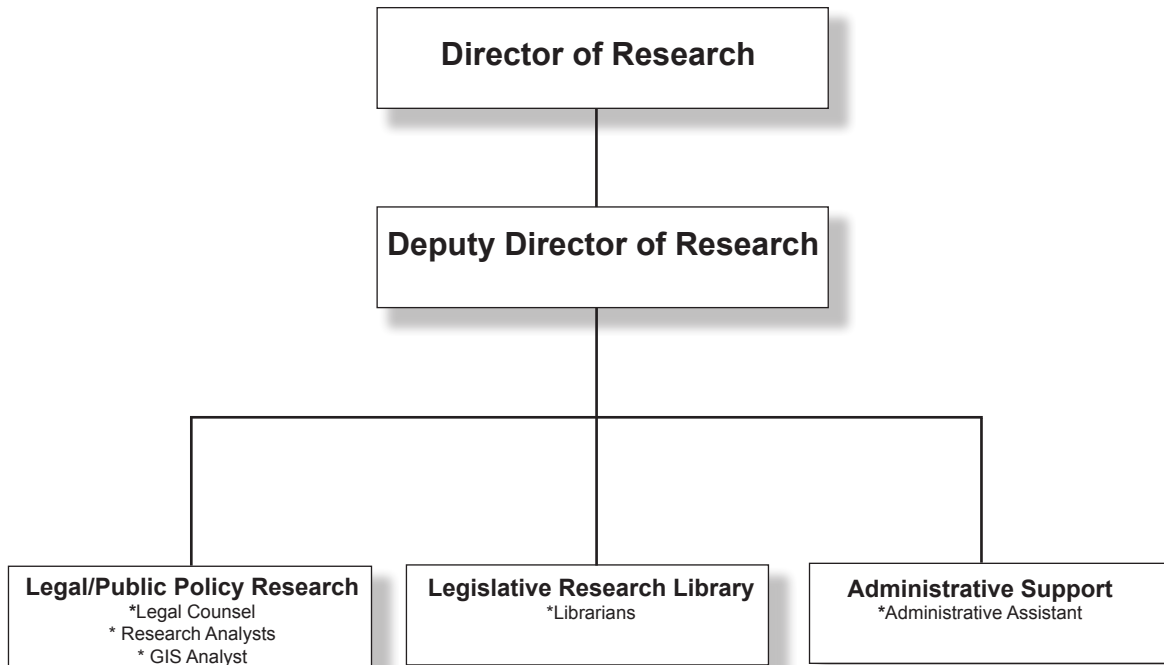 Director of Research
Deputy Director of Research
Legal/Public Policy Research
*Legal Counsel
* Research Analysts
* GIS Analyst
Legislative Research Library
*Librarians
Administrative Support
*Administrative Assistant